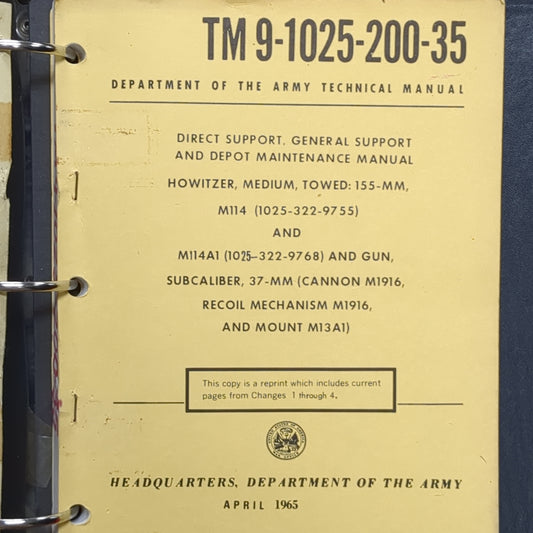 TM 9-1025-200-35
DEPARTMENT OF THE ARMY TECHNICAL MANUAL
DIRECT SUPPORT, GENERAL SUPPORT
AND DEPOT MAINTENANCE MANUAL
HOWITZER, MEDIUM, TOWED: 155-MM,
M114 (1025-322-9755)
AND
M114A1 (1025-322-9768) AND GUN,
SUBCALIBER, 37-MM (CANNON M1916,
RECOIL MECHANISM M1916,
AND MOUNT M13A1)
This copy is a reprint which includes current
pages from Changes 1 through 4.
HEADQUARTERS, DEPARTMENT OF THE ARMY
APRIL 1965